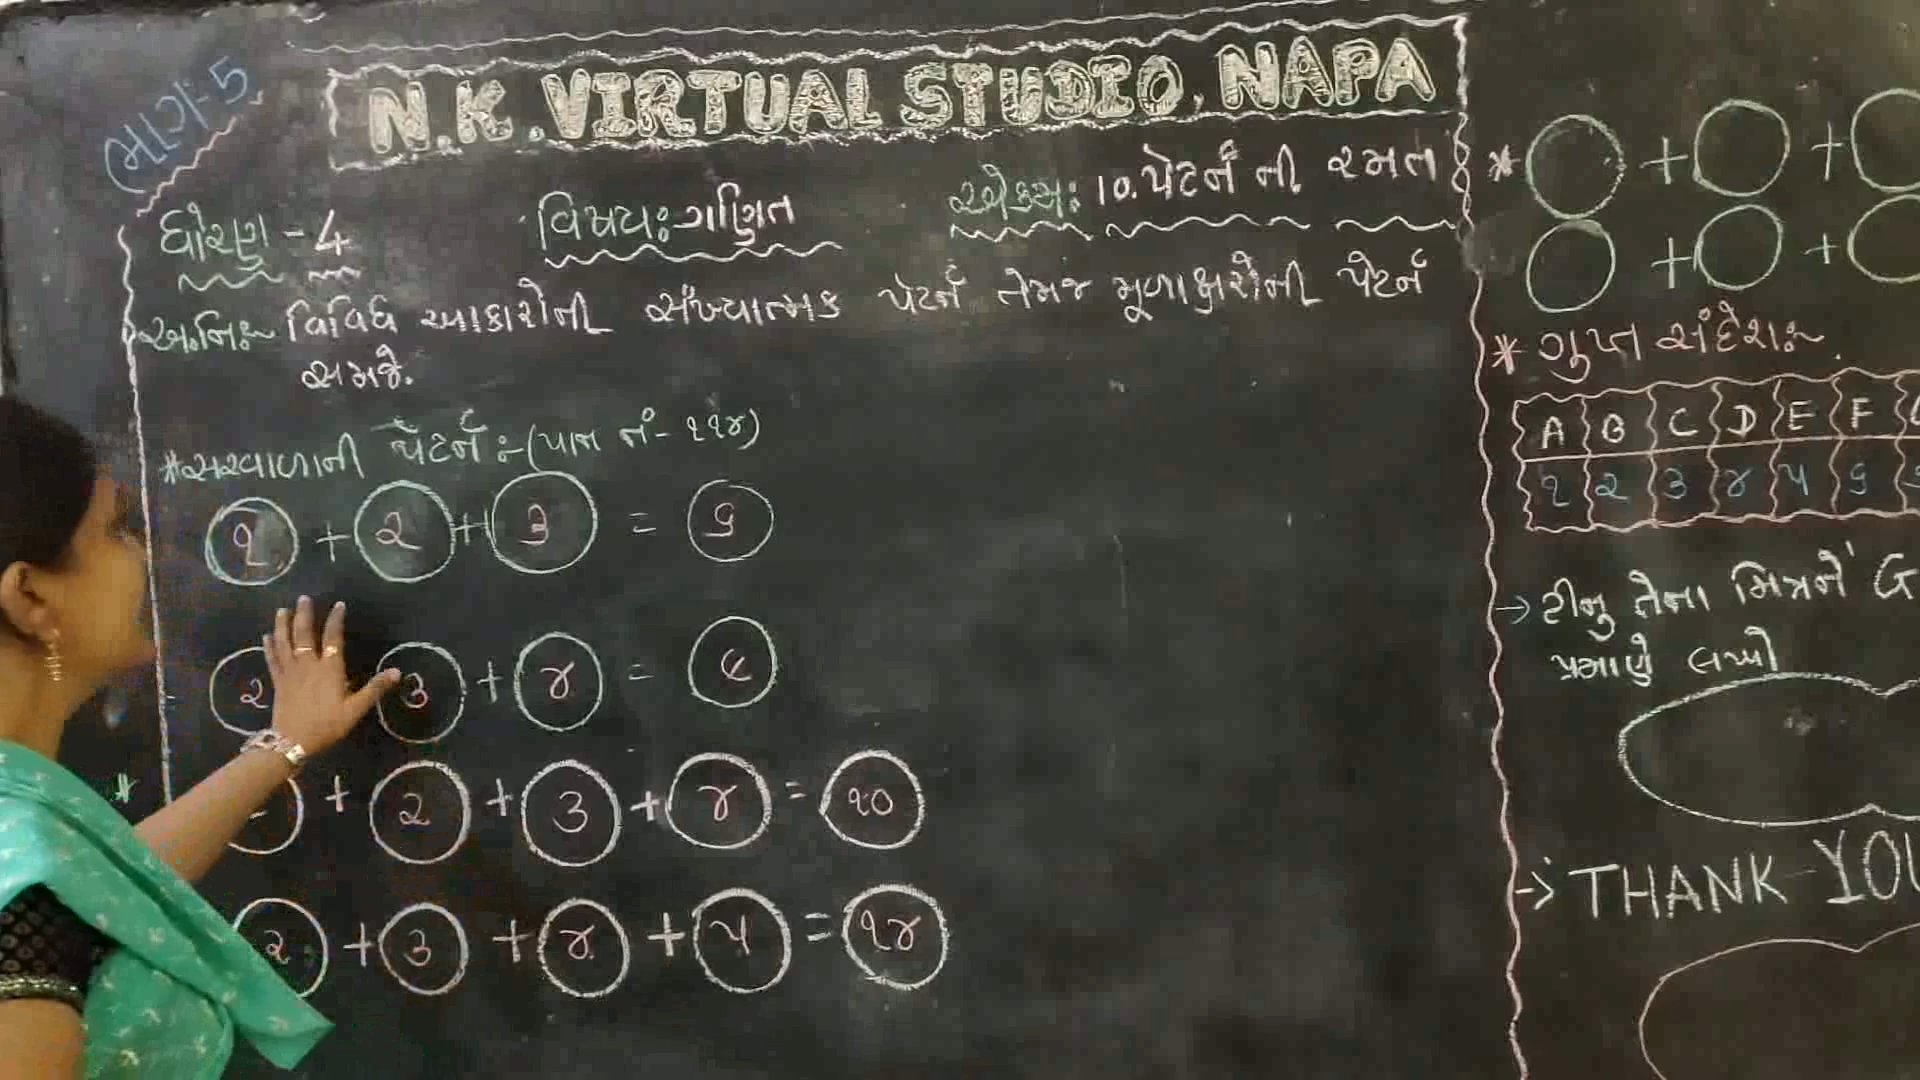 ભાગ-5
N.K. VIRTUAL STUDIO, NAPA
ધોરણ - 4
વિષય: ગણિત
એકમ: 10. પેટર્ન ની રમત
અ.નિ:~ વિવિધ આકારોની સંખ્યાત્મક પેટર્ન તેમજ મૂળાક્ષરોની પેટર્ન
સમજે.
*સરવાળાની પેટર્ન :-(પાન નં- ૧૧૪)
૧ + ૨ + ૩ = ૬
૨ ૩ + ૪ = ૯
* + ૨ + ૩ + ૪ = ૧૦
૨ + ૩ + ૪ + ૫ = ૧૪
* + +
+ +
* ગુપ્ત સંદેશ:~
A B C D E F
૧ ૨ ૩ ૪ ૫ ૬
→ ટીનુ તેના મિત્રને 'G
પ્રમાણે લખો
→ THANK YOU